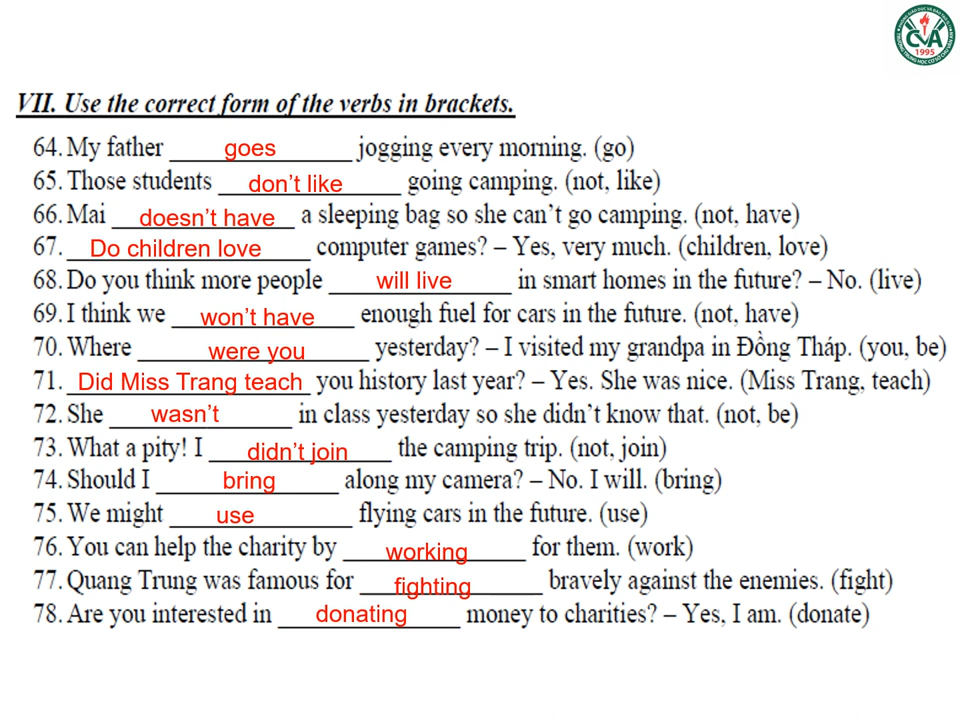 CVA
1995
VII. Use the correct form of the verbs in brackets.
64. My father goes jogging every morning. (go)
65. Those students don't like going camping. (not, like)
66. Mai doesn't have a sleeping bag so she can't go camping. (not, have)
67. Do children love computer games? – Yes, very much. (children, love)
68. Do you think more people will live in smart homes in the future? – No. (live)
69. I think we won't have enough fuel for cars in the future. (not, have)
70. Where were you yesterday? – I visited my grandpa in Đồng Tháp. (you, be)
71. Did Miss Trang teach you history last year? – Yes. She was nice. (Miss Trang, teach)
72. She wasn't in class yesterday so she didn't know that. (not, be)
73. What a pity! I didn't join the camping trip. (not, join)
74. Should I bring along my camera? – No. I will. (bring)
75. We might use flying cars in the future. (use)
76. You can help the charity by working for them. (work)
77. Quang Trung was famous for fighting bravely against the enemies. (fight)
78. Are you interested in donating money to charities? – Yes, I am. (donate)